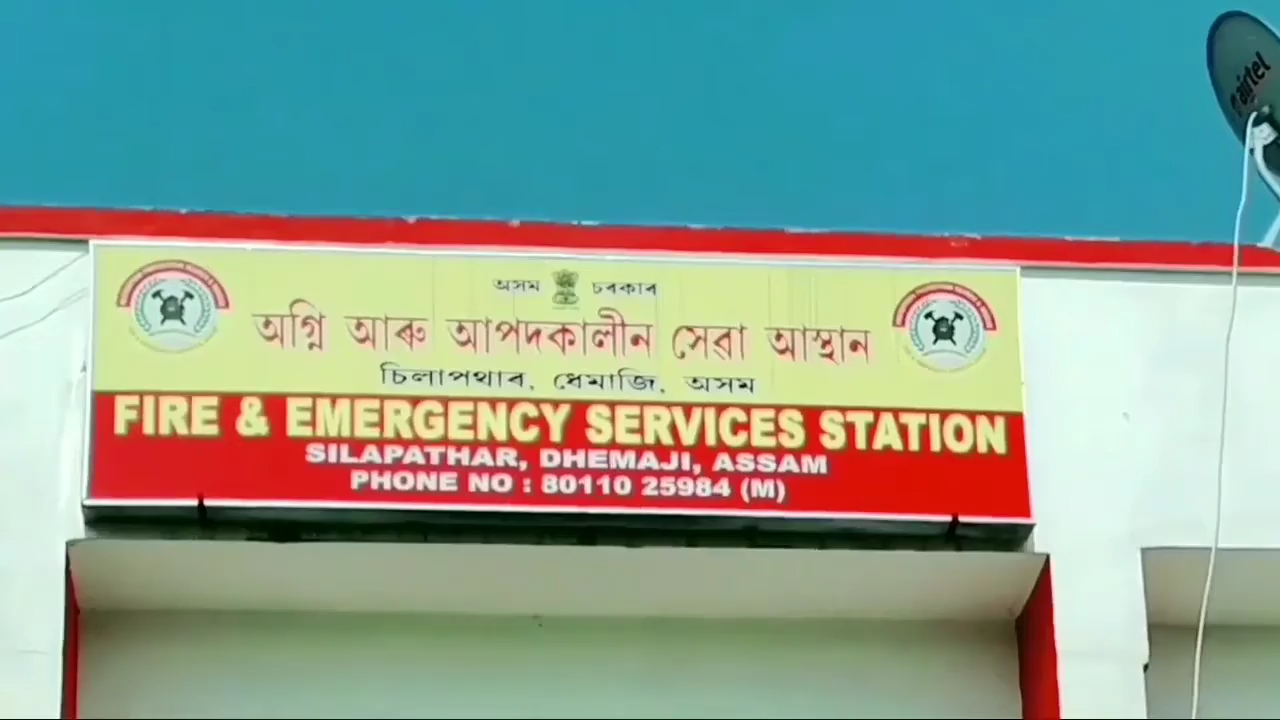 অসম চৰকাৰ
অগ্নি আৰু আপদকালীন সেৱা আস্থান
চিলাপথাৰ, ধেমাজি, অসম
FIRE & EMERGENCY SERVICES STATION
SILAPATHAR, DHEMAJI, ASSAM
PHONE NO : 80110 25984 (M)
airtel